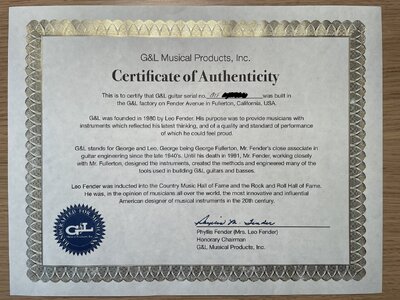 G&L Musical Products, Inc.
Certificate of Authenticity
This is to certify that G&L guitar serial no. was built in
the G&L factory on Fender Avenue in Fullerton, California, USA.
G&L was founded in 1980 by Leo Fender. His purpose was to provide musicians with
instruments which reflected his latest thinking, and of a quality and standard of performance
of which he could feel proud.
G&L stands for George and Leo, George being George Fullerton, Mr. Fender's close associate in
guitar engineering since the late 1940's. Until his death in 1991, Mr. Fender, working closely
with Mr. Fullerton, designed the instruments, created the methods and engineered many of the
tools used in building G&L guitars and basses.
Leo Fender was inducted into the Country Music Hall of Fame and the Rock and Roll Hall of Fame.
He was, in the opinion of musicians all over the world, the most innovative and influential
American designer of musical instruments in the 20th century.
Phyllis M. Fender
Phyllis Fender (Mrs. Leo Fender)
Honorary Chairman
G&L Musical Products, Inc.
G&L